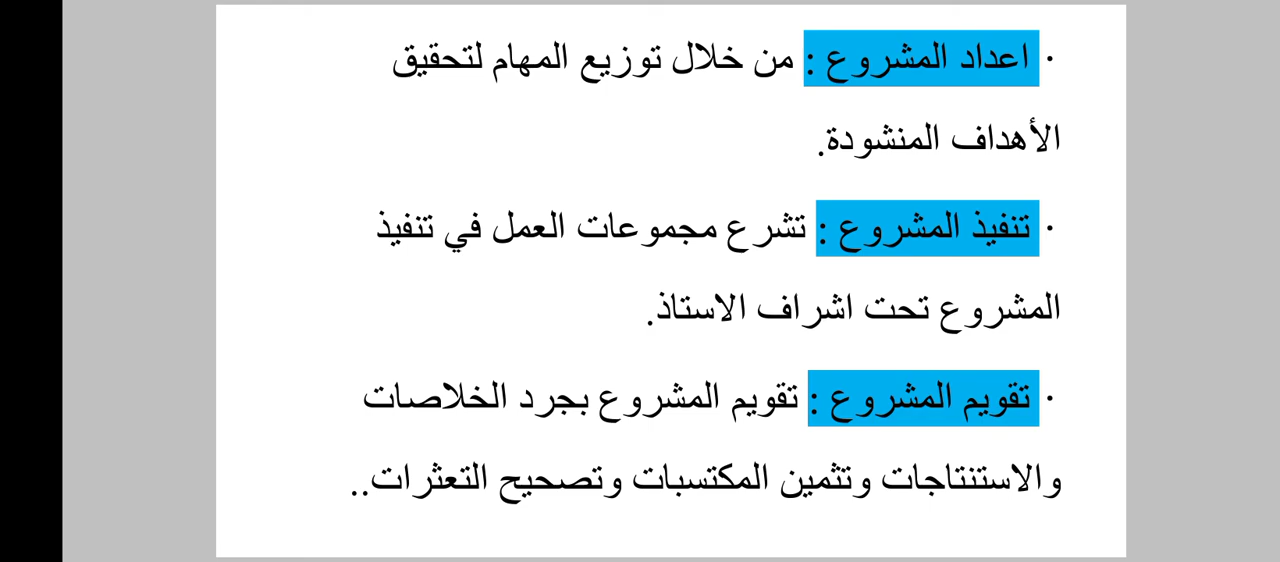 · اعداد المشروع : من خلال توزيع المهام لتحقيق
الأهداف المنشودة.
· تنفيذ المشروع : تشرع مجموعات العمل في تنفيذ
المشروع تحت اشراف الاستاذ.
· تقويم المشروع : تقويم المشروع بجرد الخلاصات
والاستنتاجات وتثمين المكتسبات وتصحيح التعثرات..